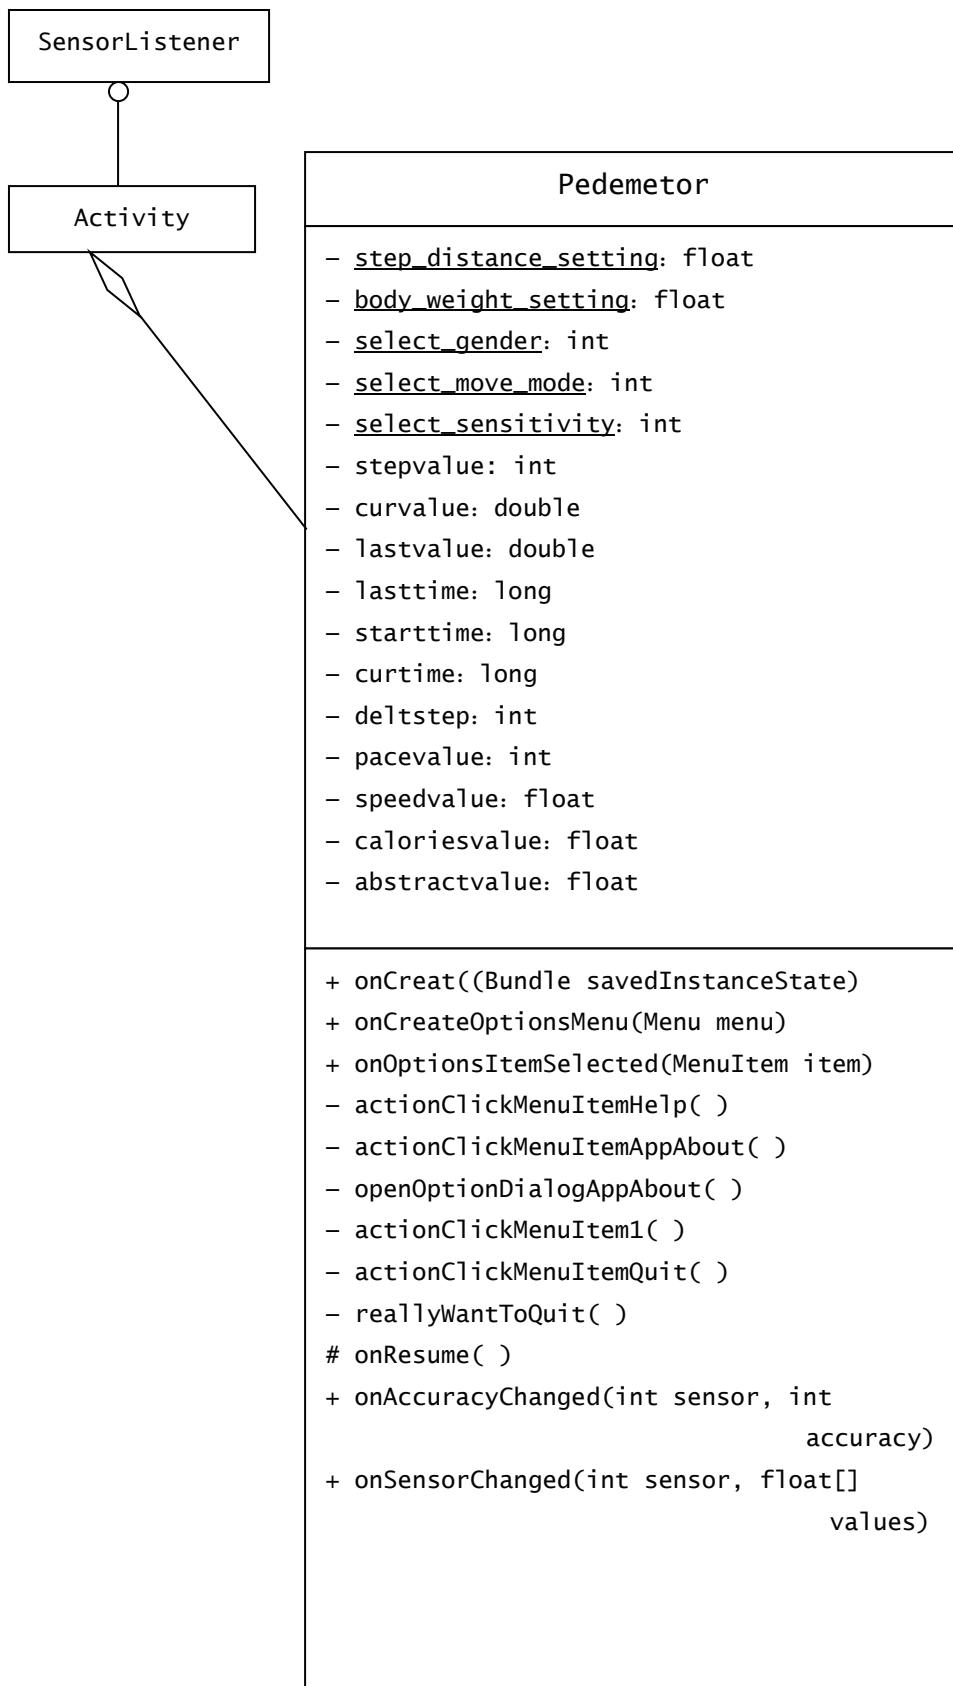 SensorListener
Activity
Pedemetor
– step_distance_setting：float
– body_weight_setting：float
– select_gender：int
– select_move_mode：int
– select_sensitivity：int
– stepvalue: int
– curvalue：double
– lastvalue：double
– lasttime：long
– starttime：long
– curtime：long
– deltstep：int
– pacevalue：int
– speedvalue：float
– caloriesvalue：float
– abstractvalue：float
+ onCreat((Bundle savedInstanceState)
+ onCreateOptionsMenu(Menu menu)
+ onOptionsItemSelected(MenuItem item)
– actionClickMenuItemHelp( )
– actionClickMenuItemAppAbout( )
– openOptionDialogAppAbout( )
– actionClickMenuItem1( )
– actionClickMenuItemQuit( )
– reallyWantToQuit( )
# onResume( )
+ onAccuracyChanged(int sensor, int
accuracy)
+ onSensorChanged(int sensor, float[]
values)